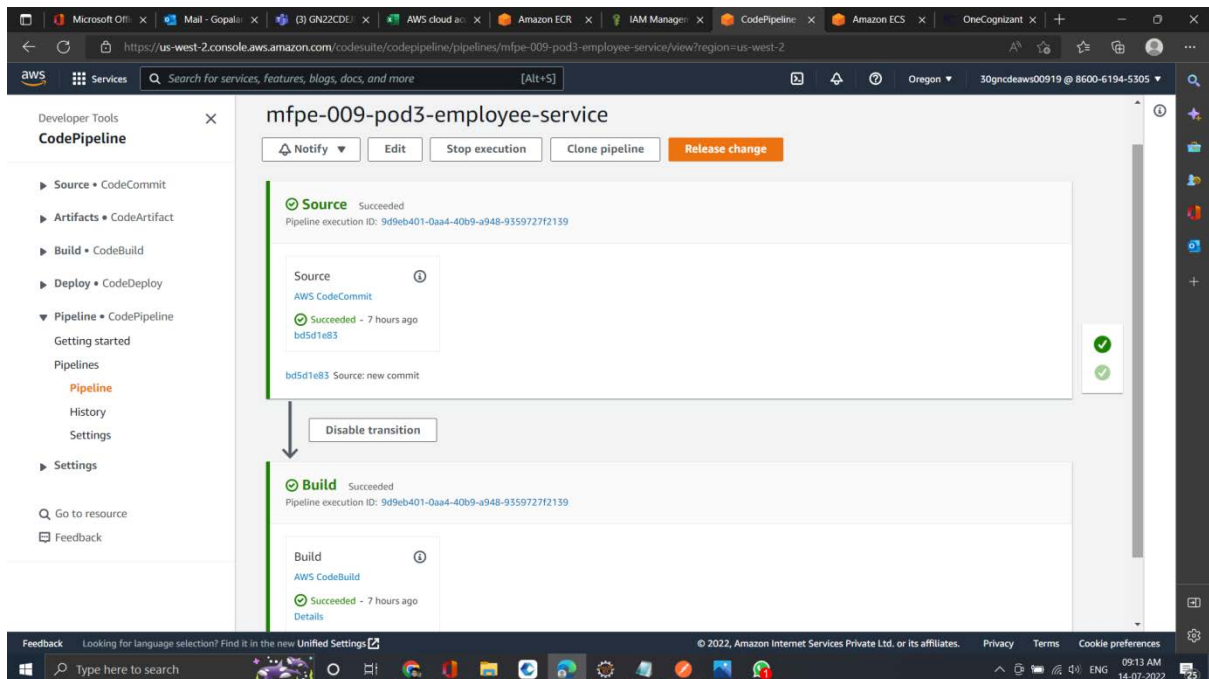 Microsoft Offi
Mail - Gopala
(3) GN22CDE/
AWS cloud ac
Amazon ECR
IAM Managem
CodePipeline
Amazon ECS
OneCognizant
https://us-west-2.console.aws.amazon.com/codesuite/codepipeline/pipelines/mfpe-009-pod3-employee-service/view?region=us-west-2
aws
Services
Search for services, features, blogs, docs, and more
[Alt+S]
Oregon ▼
30gncdeaws00919 @ 8600-6194-5305 ▼
Developer Tools
CodePipeline
Source • CodeCommit
Artifacts • CodeArtifact
Build • CodeBuild
Deploy • CodeDeploy
Pipeline • CodePipeline
Getting started
Pipelines
Pipeline
History
Settings
Settings
Go to resource
Feedback
mfpe-009-pod3-employee-service
Notify ▼
Edit
Stop execution
Clone pipeline
Release change
Source Succeeded
Pipeline execution ID: 9d9eb401-0aa4-40b9-a948-9359727f2139
Source
AWS CodeCommit
Succeeded - 7 hours ago
bd5d1e83
bd5d1e83 Source: new commit
Disable transition
Build Succeeded
Pipeline execution ID: 9d9eb401-0aa4-40b9-a948-9359727f2139
Build
AWS CodeBuild
Succeeded - 7 hours ago
Details
Feedback
Looking for language selection? Find it in the new Unified Settings
© 2022, Amazon Internet Services Private Ltd. or its affiliates.
Privacy
Terms
Cookie preferences
Type here to search
ENG
09:13 AM
14-07-2022
25